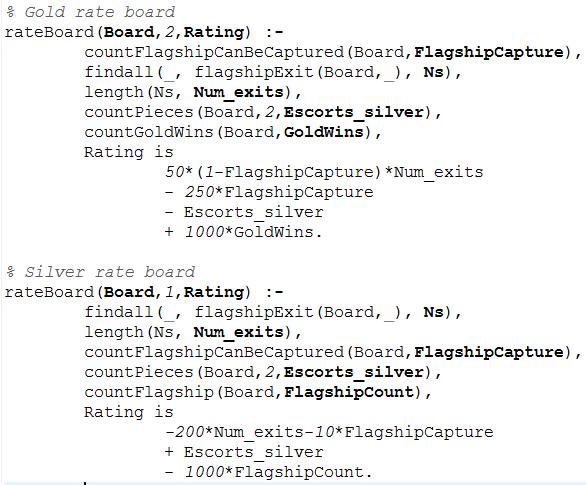 % Gold rate board
rateBoard(Board,2,Rating) :-
        countFlagshipCanBeCaptured(Board,FlagshipCapture),
        findall(_, flagshipExit(Board,_), Ns),
        length(Ns, Num_exits),
        countPieces(Board,2,Escorts_silver),
        countGoldWins(Board,GoldWins),
        Rating is
                50*(1-FlagshipCapture)*Num_exits
                - 250*FlagshipCapture
                - Escorts_silver
                + 1000*GoldWins.

% Silver rate board
rateBoard(Board,1,Rating) :-
        findall(_, flagshipExit(Board,_), Ns),
        length(Ns, Num_exits),
        countFlagshipCanBeCaptured(Board,FlagshipCapture),
        countPieces(Board,2,Escorts_silver),
        countFlagship(Board,FlagshipCount),
        Rating is
                -200*Num_exits-10*FlagshipCapture
                + Escorts_silver
                - 1000*FlagshipCount.